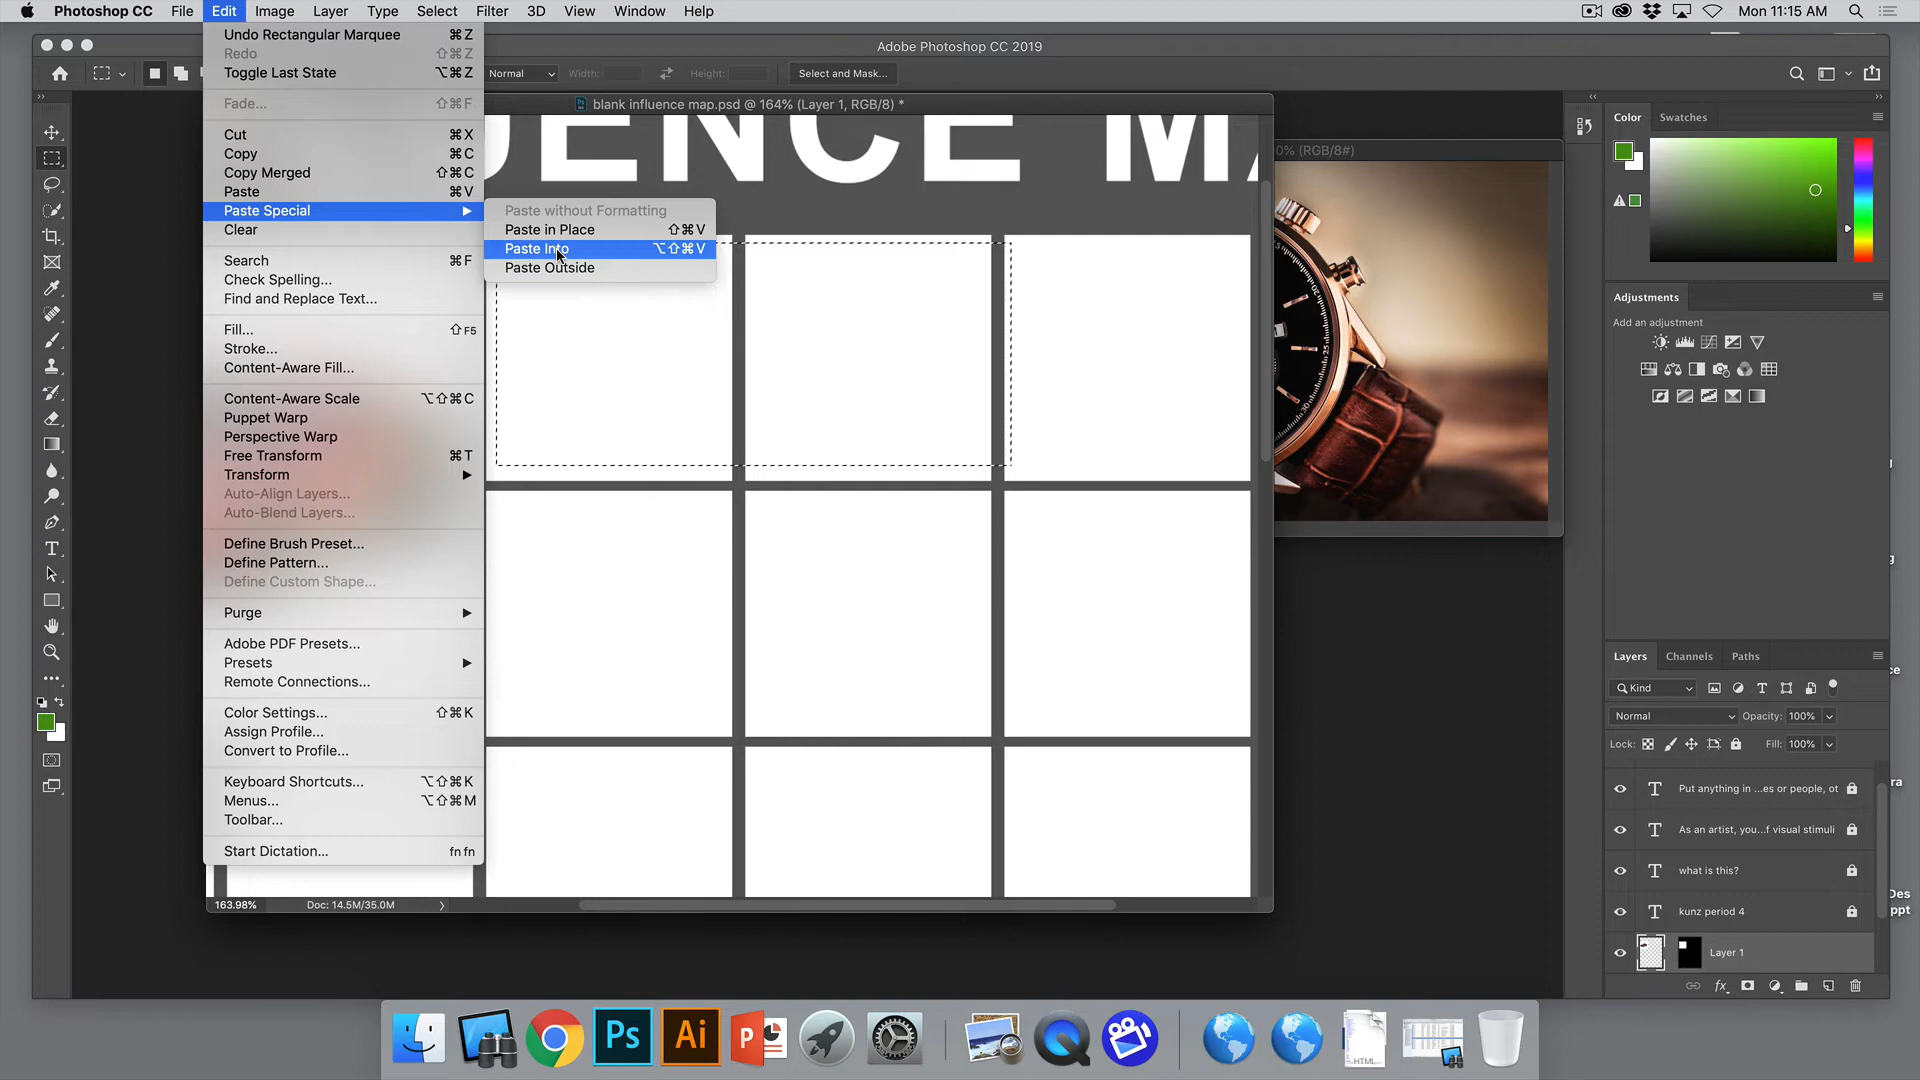 Photoshop CC File Edit Image Layer Type Select Filter 3D View Window Help Mon 11:15 AM
Adobe Photoshop CC 2019
Normal Width: Height: Select and Mask...
blank influence map.psd @ 164% (Layer 1, RGB/8) *
0% (RGB/8#)
UENCE MA
Undo Rectangular Marquee ⌘Z
Redo ⇧⌘Z
Toggle Last State ⌥⌘Z
Fade... ⇧⌘F
Cut ⌘X
Copy ⌘C
Copy Merged ⇧⌘C
Paste ⌘V
Paste Special
Clear
Search ⌘F
Check Spelling...
Find and Replace Text...
Fill... ⇧F5
Stroke...
Content-Aware Fill...
Content-Aware Scale ⌥⇧⌘C
Puppet Warp
Perspective Warp
Free Transform ⌘T
Transform
Auto-Align Layers...
Auto-Blend Layers...
Define Brush Preset...
Define Pattern...
Define Custom Shape...
Purge
Adobe PDF Presets...
Presets
Remote Connections...
Color Settings... ⇧⌘K
Assign Profile...
Convert to Profile...
Keyboard Shortcuts... ⌥⇧⌘K
Menus... ⌥⇧⌘M
Toolbar...
Start Dictation... fn fn
Paste without Formatting
Paste in Place ⇧⌘V
Paste Into ⌥⇧⌘V
Paste Outside
163.98% Doc: 14.5M/35.0M
Color Swatches
Adjustments
Add an adjustment
Layers Channels Paths
Kind
Normal Opacity: 100%
Lock: Fill: 100%
Put anything in ...es or people, ot
As an artist, you...f visual stimuli
what is this?
kunz period 4
Layer 1
fx
Ps
Ai
P
HTML
20
25
30
ce
ra
Des
ppt